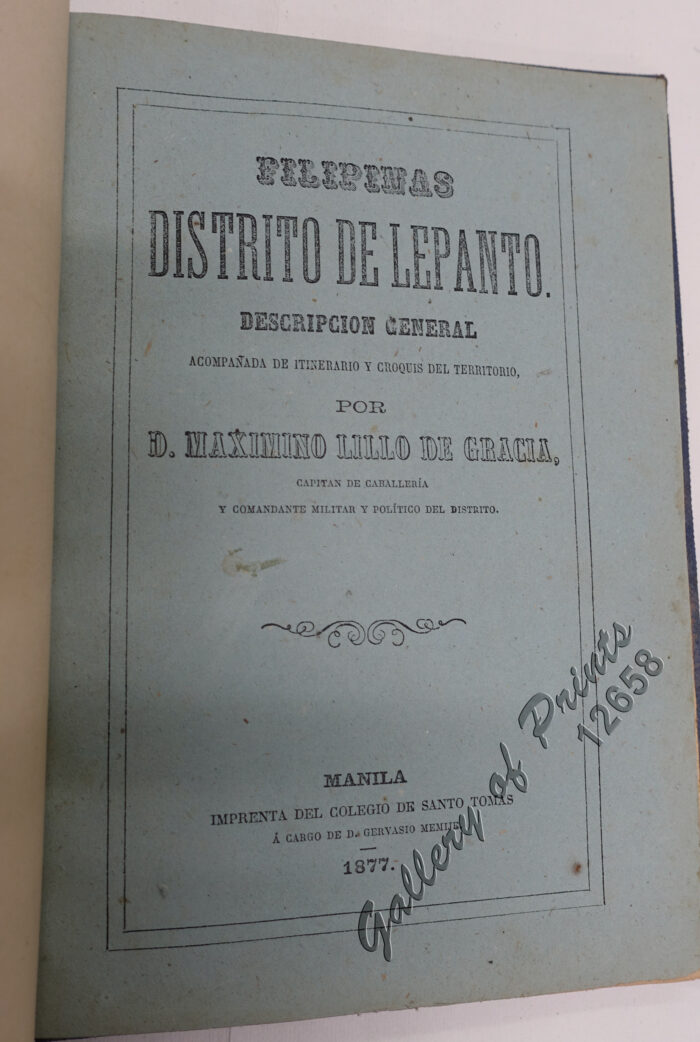 FILIPINAS
DISTRITO DE LEPANTO.
DESCRIPCION GENERAL
ACOMPAÑADA DE ITINERARIO Y CROQUIS DEL TERRITORIO,
POR
D. MAXIMINO LILLO DE GRACIA,
CAPITAN DE CABALLERÍA
Y COMANDANTE MILITAR Y POLÍTICO DEL DISTRITO.
MANILA
IMPRENTA DEL COLEGIO DE SANTO TOMAS
Á CARGO DE D. GERVASIO
1877.
Gallery of Prints
12658